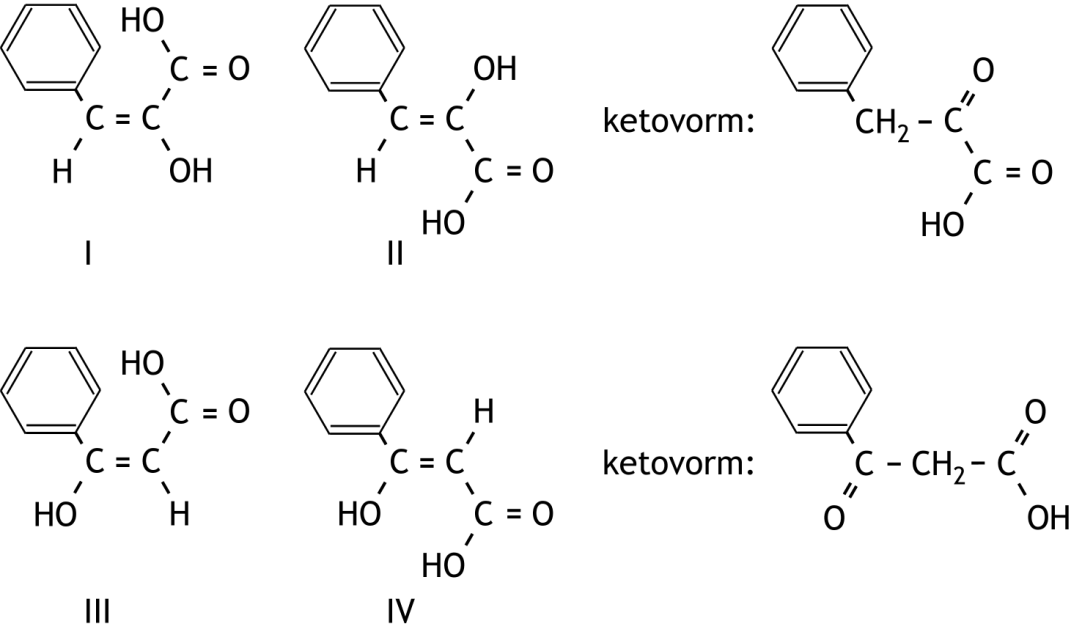 HO
C = O
C = C
H
OH
I
OH
C = C
H
C = O
HO
II
ketovorm:
O
CH₂ – C
C = O
HO
HO
C = O
C = C
HO
H
III
H
C = C
HO
C = O
HO
IV
ketovorm:
O
C – CH₂ – C
O
OH